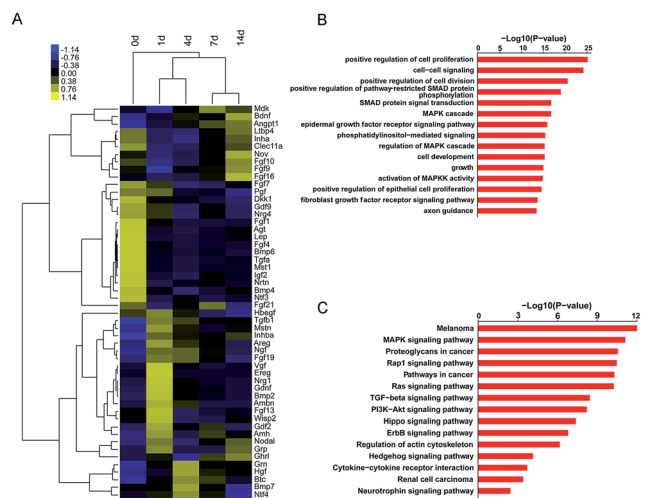 A
0d
1d
4d
7d
14d
-1.14
-0.76
-0.38
0.00
0.38
0.76
1.14
Mdk
Bdnf
Angpt1
Ltbp4
Inha
Clec11a
Nov
Fgf10
Fgf9
Fgf16
Fgf7
Pgf
Dkk1
Gdf9
Nrg4
Fgf1
Agt
Lep
Fgf4
Bmp6
Tgfa
Mst1
Igf2
Nrtn
Bmp4
Ntf3
Fgf21
Hbegf
Tgfb1
Mstn
Inhba
Areg
Ngf
Fgf19
Vgf
Ereg
Nrg1
Gdnf
Bmp2
Ambn
Fgf13
Wisp2
Gdf2
Amh
Nodal
Grp
Ghrl
Grn
Hgf
Btc
Bmp7
Ntf4
B
-Log10(P-value)
0 5 10 15 20 25
positive regulation of cell proliferation
cell-cell signaling
positive regulation of cell division
positive regulation of pathway-restricted SMAD protein
phosphorylation
SMAD protein signal transduction
MAPK cascade
epidermal growth factor receptor signaling pathway
phosphatidylinositol-mediated signaling
regulation of MAPK cascade
cell development
growth
activation of MAPKK activity
positive regulation of epithelial cell proliferation
fibroblast growth factor receptor signaling pathway
axon guidance
C
-Log10(P-value)
0 2 4 6 8 10 12
Melanoma
MAPK signaling pathway
Proteoglycans in cancer
Rap1 signaling pathway
Pathways in cancer
Ras signaling pathway
TGF-beta signaling pathway
PI3K-Akt signaling pathway
Hippo signaling pathway
ErbB signaling pathway
Regulation of actin cytoskeleton
Hedgehog signaling pathway
Cytokine-cytokine receptor interaction
Renal cell carcinoma
Neurotrophin signaling pathway